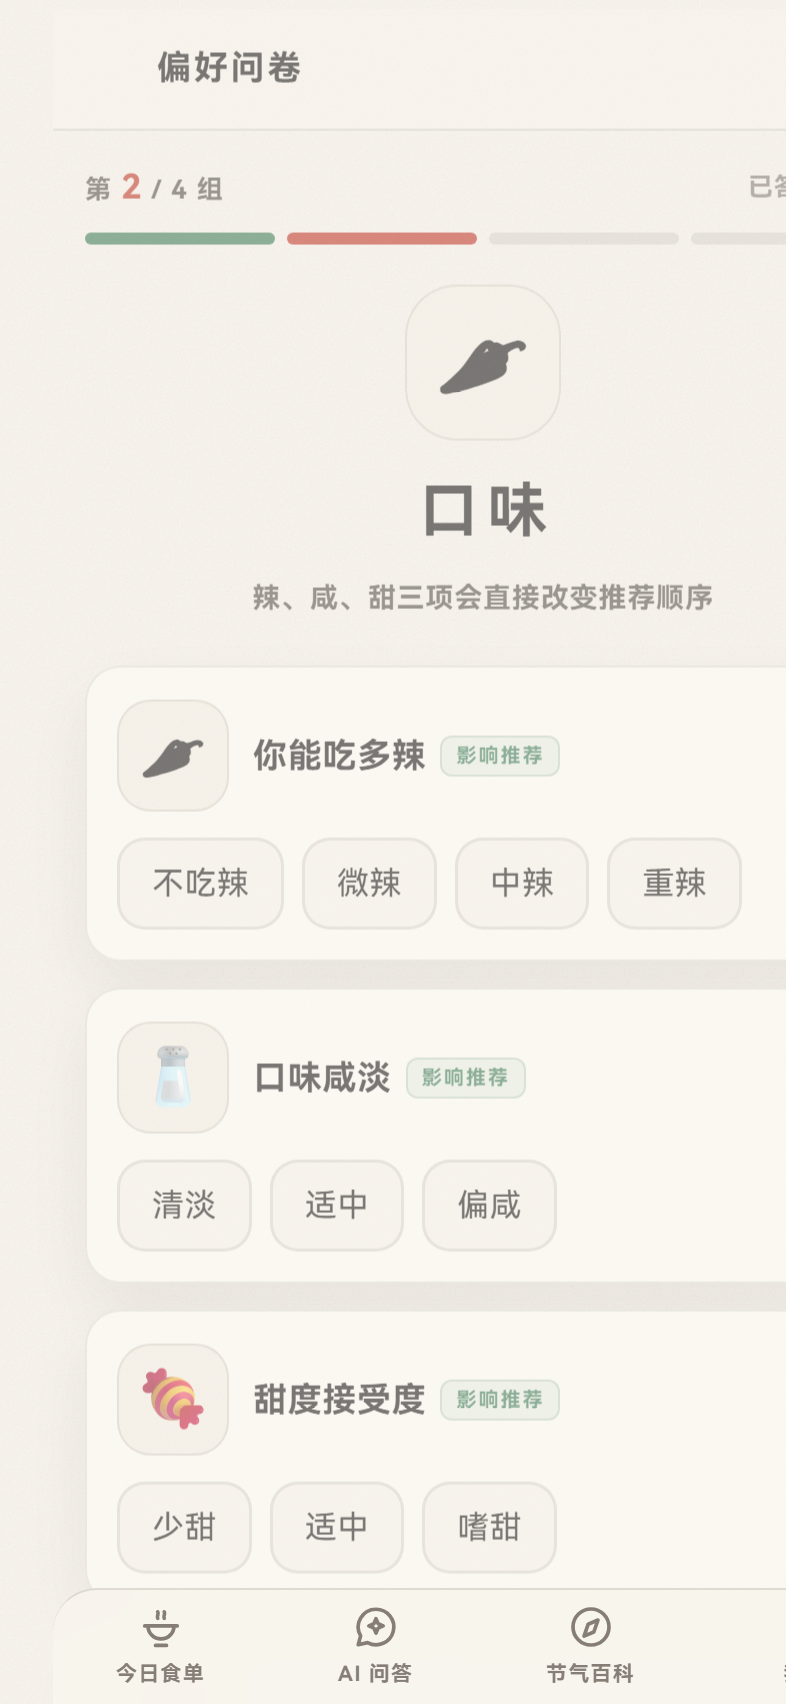 偏好问卷
第 2 / 4 组
已答
口味
辣、咸、甜三项会直接改变推荐顺序
你能吃多辣 影响推荐
不吃辣 微辣 中辣 重辣
口味咸淡 影响推荐
清淡 适中 偏咸
甜度接受度 影响推荐
少甜 适中 嗜甜
今日食单 AI 问答 节气百科